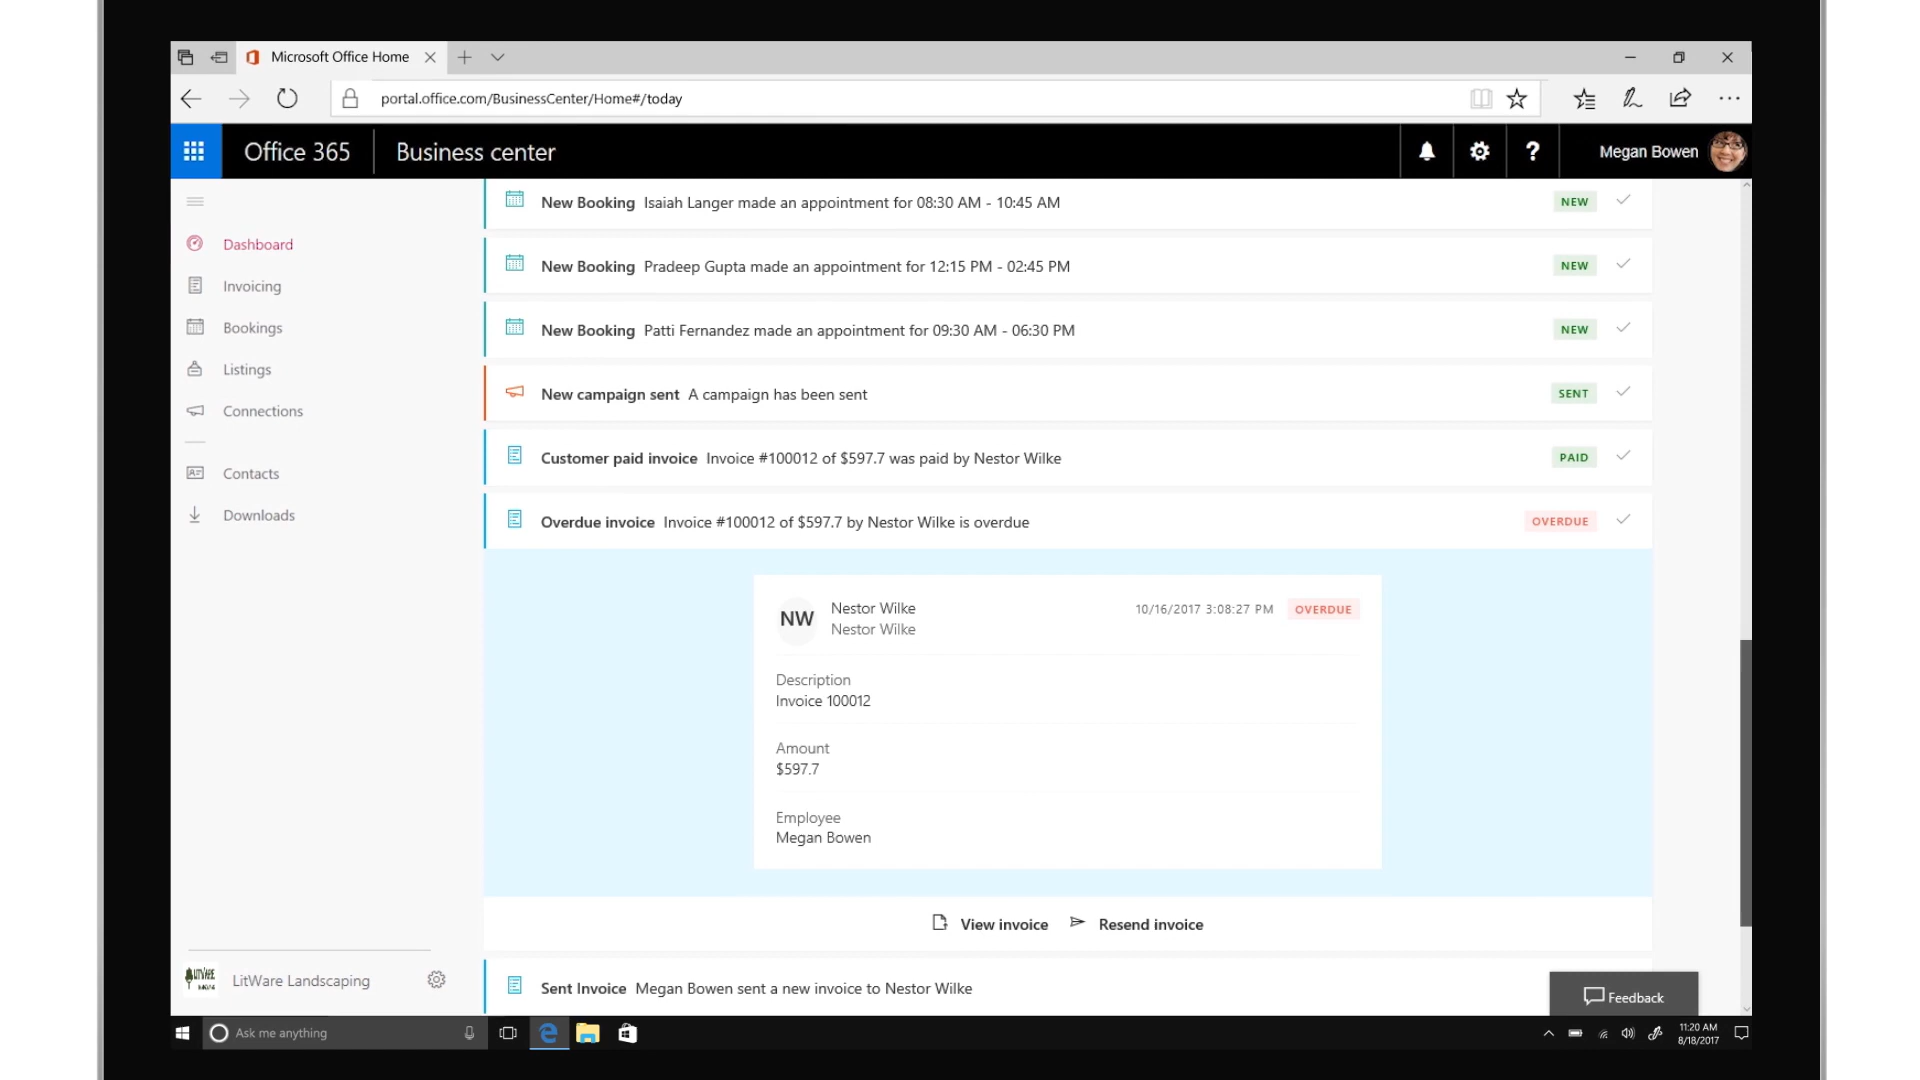 Microsoft Office Home
portal.office.com/BusinessCenter/Home#/today
Office 365 Business center
? Megan Bowen
Dashboard
Invoicing
Bookings
Listings
Connections
Contacts
Downloads
New Booking Isaiah Langer made an appointment for 08:30 AM - 10:45 AM NEW
New Booking Pradeep Gupta made an appointment for 12:15 PM - 02:45 PM NEW
New Booking Patti Fernandez made an appointment for 09:30 AM - 06:30 PM NEW
New campaign sent A campaign has been sent SENT
Customer paid invoice Invoice #100012 of $597.7 was paid by Nestor Wilke PAID
Overdue invoice Invoice #100012 of $597.7 by Nestor Wilke is overdue OVERDUE
NW
Nestor Wilke 10/16/2017 3:08:27 PM OVERDUE
Nestor Wilke
Description
Invoice 100012
Amount
$597.7
Employee
Megan Bowen
View invoice Resend invoice
Sent Invoice Megan Bowen sent a new invoice to Nestor Wilke
LITWARE
LitWare Landscaping
Feedback
Ask me anything
11:20 AM
8/18/2017